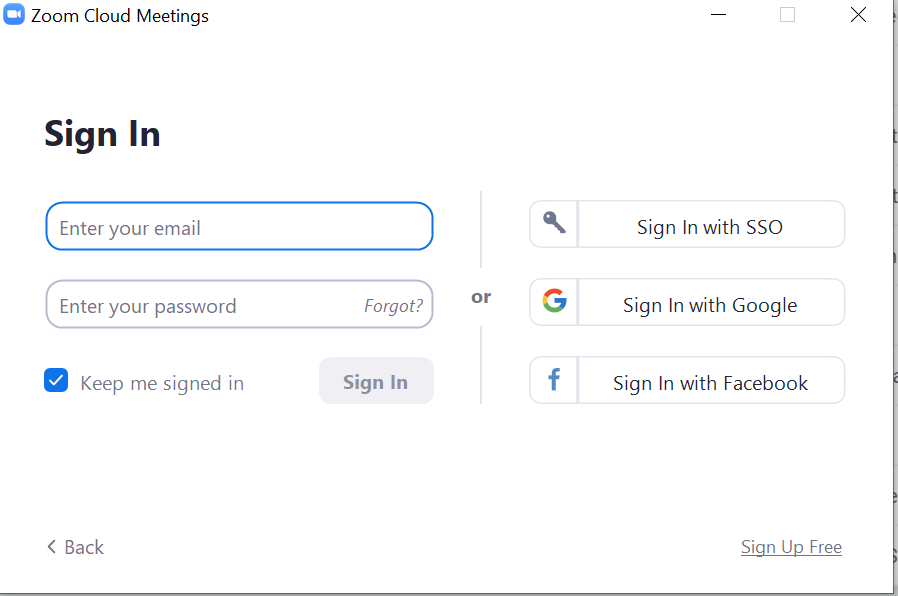 Zoom Cloud Meetings
Sign In
Enter your email
Enter your password Forgot?
Keep me signed in Sign In
or
Sign In with SSO
Sign In with Google
Sign In with Facebook
Back
Sign Up Free